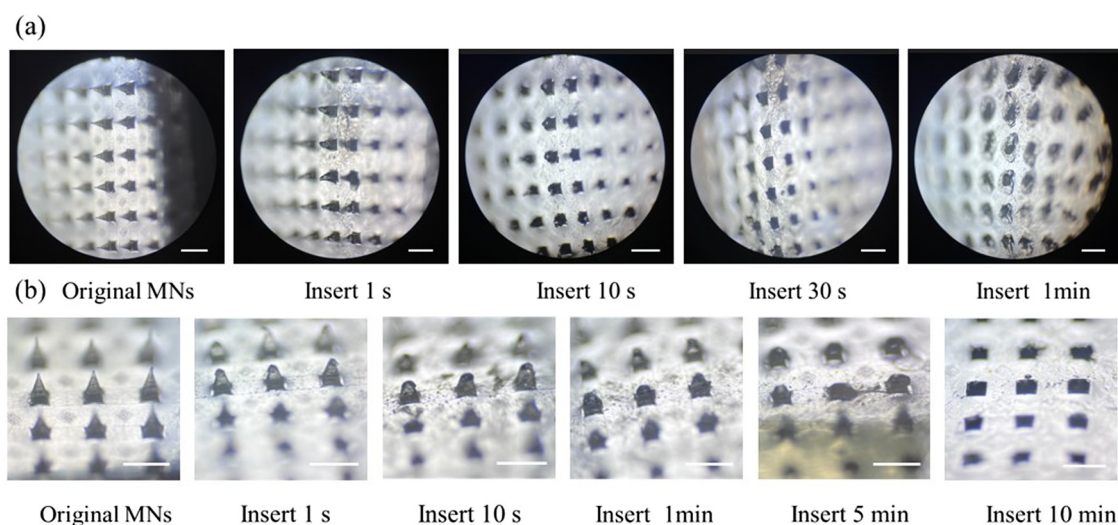 (a)
Original MNs Insert 1 s Insert 10 s Insert 30 s Insert 1min
(b)
Original MNs Insert 1 s Insert 10 s Insert 1min Insert 5 min Insert 10 min